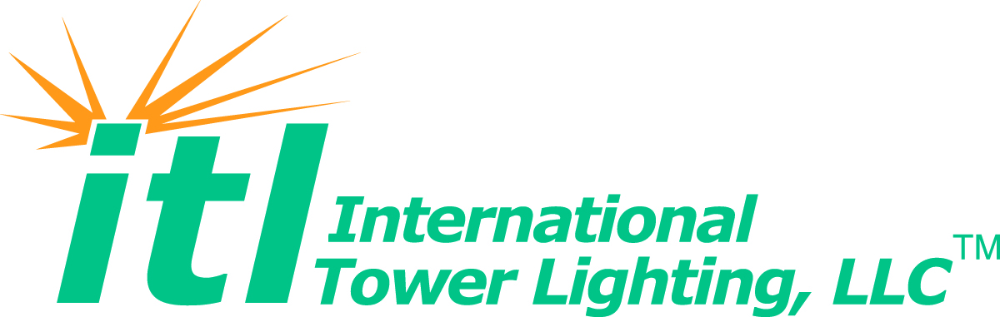 itl
International
Tower Lighting, LLC™